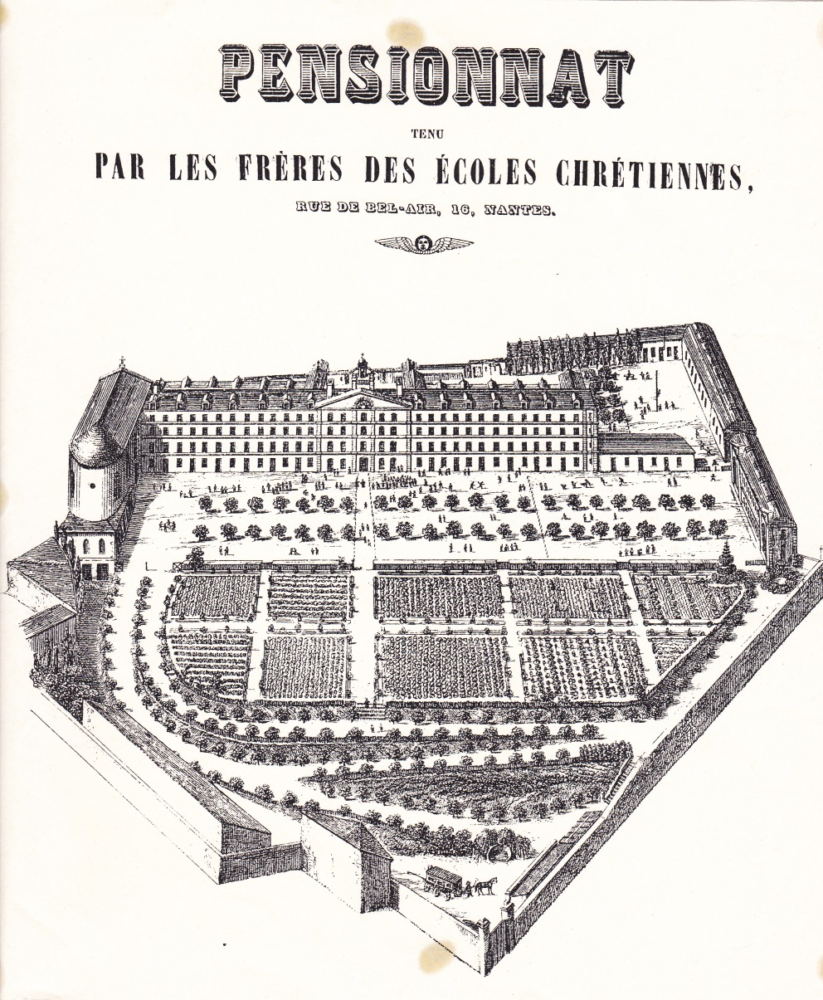 PENSIONNAT
TENU
PAR LES FRÈRES DES ÉCOLES CHRÉTIENNES,
RUE DE BEL-AIR, 16, NANTES.